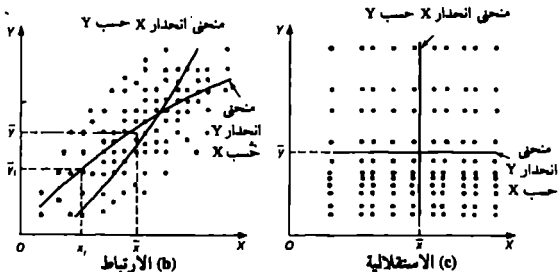 منحنى انحدار X حسب Y
Y
منحنى
انحدار Y
حسب X
ȳ
ȳ₁
O
x₁
x̄
X
(b) الارتباط
منحنى انحدار X حسب Y
Y
ȳ
منحنى
انحدار Y
حسب X
O
x̄
X
(c) الاستقلالية